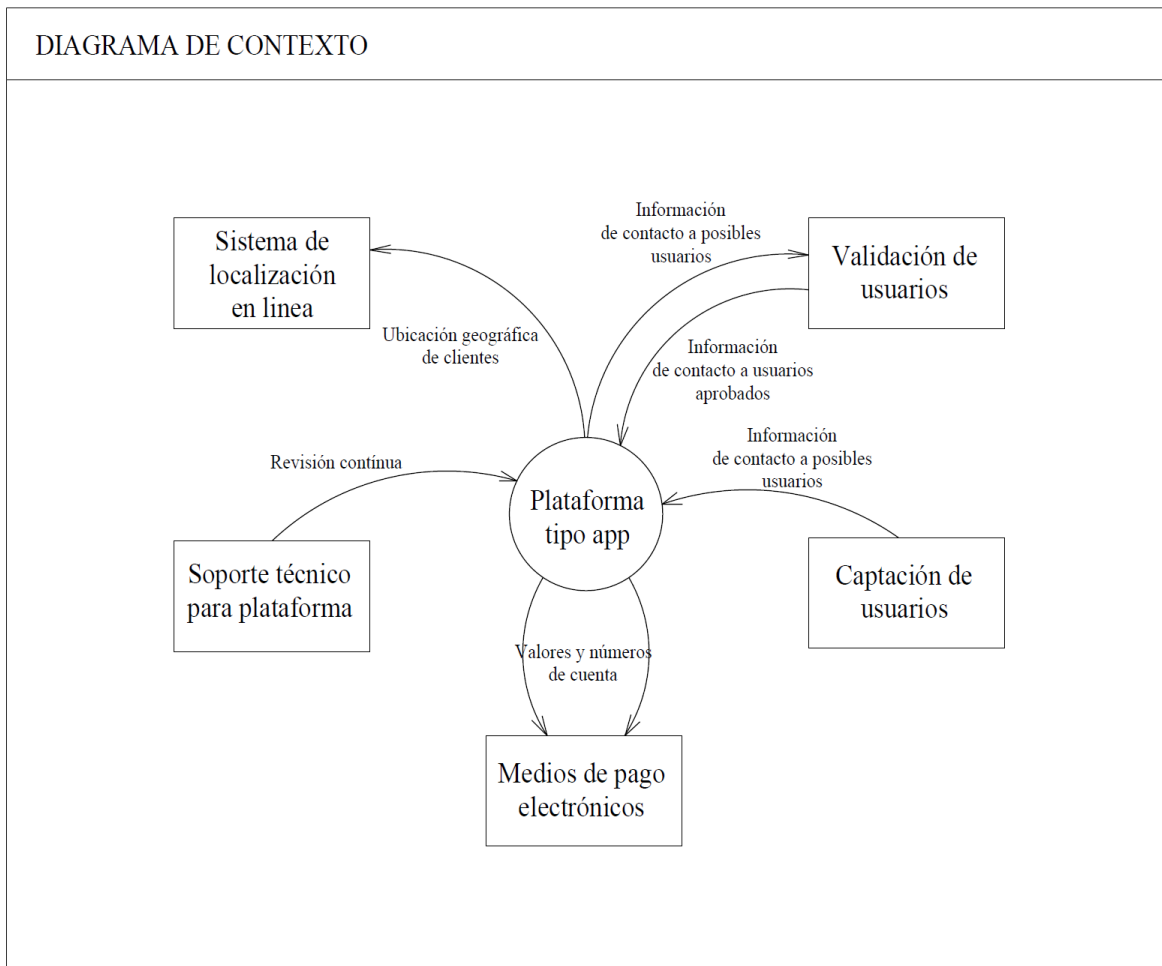 DIAGRAMA DE CONTEXTO
Información
de contacto a posibles
usuarios
Sistema de
localización
en linea
Validación de
usuarios
Ubicación geográfica
de clientes
Información
de contacto a usuarios
aprobados
Información
de contacto a posibles
usuarios
Revisión contínua
Plataforma
tipo app
Soporte técnico
para plataforma
Captación de
usuarios
Valores y números
de cuenta
Medios de pago
electrónicos